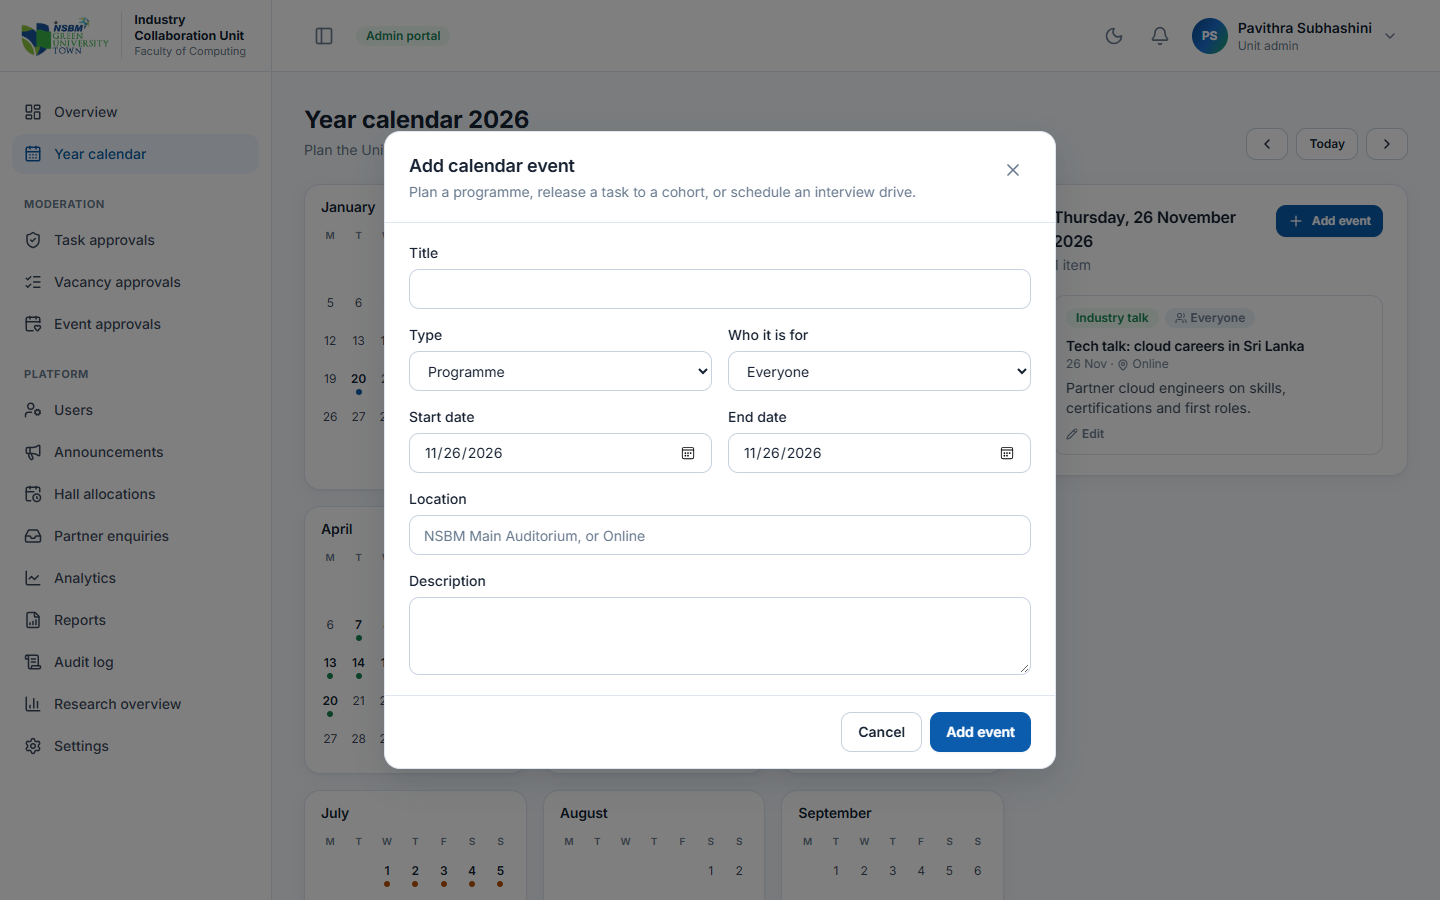 NSBM
GREEN
UNIVERSITY
TOWN
Industry
Collaboration Unit
Faculty of Computing
Admin portal
PS
Pavithra Subhashini
Unit admin
Overview
Year calendar
MODERATION
Task approvals
Vacancy approvals
Event approvals
PLATFORM
Users
Announcements
Hall allocations
Partner enquiries
Analytics
Reports
Audit log
Research overview
Settings
Year calendar 2026
Plan the Uni
Today
January
M T
5 6
12 13
19 20
26 27
April
M T
6 7
13 14
20 21
27 28
July
M T W T F S S
1 2 3 4 5
August
M T W T F S S
1 2
September
M T W T F S S
1 2 3 4 5 6
Add calendar event
Plan a programme, release a task to a cohort, or schedule an interview drive.
Title
Type
Programme
Who it is for
Everyone
Start date
11/26/2026
End date
11/26/2026
Location
NSBM Main Auditorium, or Online
Description
Cancel
Add event
Thursday, 26 November
2026
item
Add event
Industry talk
Everyone
Tech talk: cloud careers in Sri Lanka
26 Nov · Online
Partner cloud engineers on skills,
certifications and first roles.
Edit